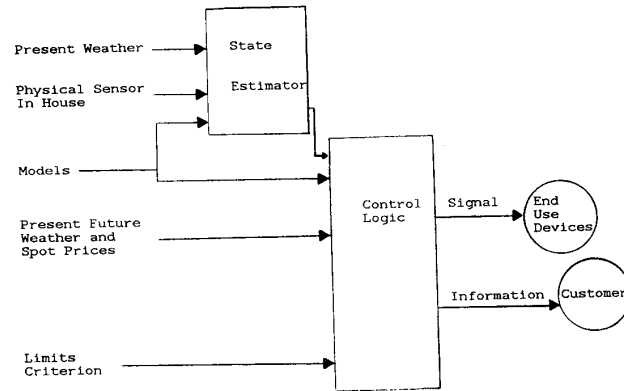 Present Weather
State
Estimator
Physical Sensor
In House
Models
Control
Logic
Signal
End
Use
Devices
Present Future
Weather and
Spot Prices
Information
Customer
Limits
Criterion